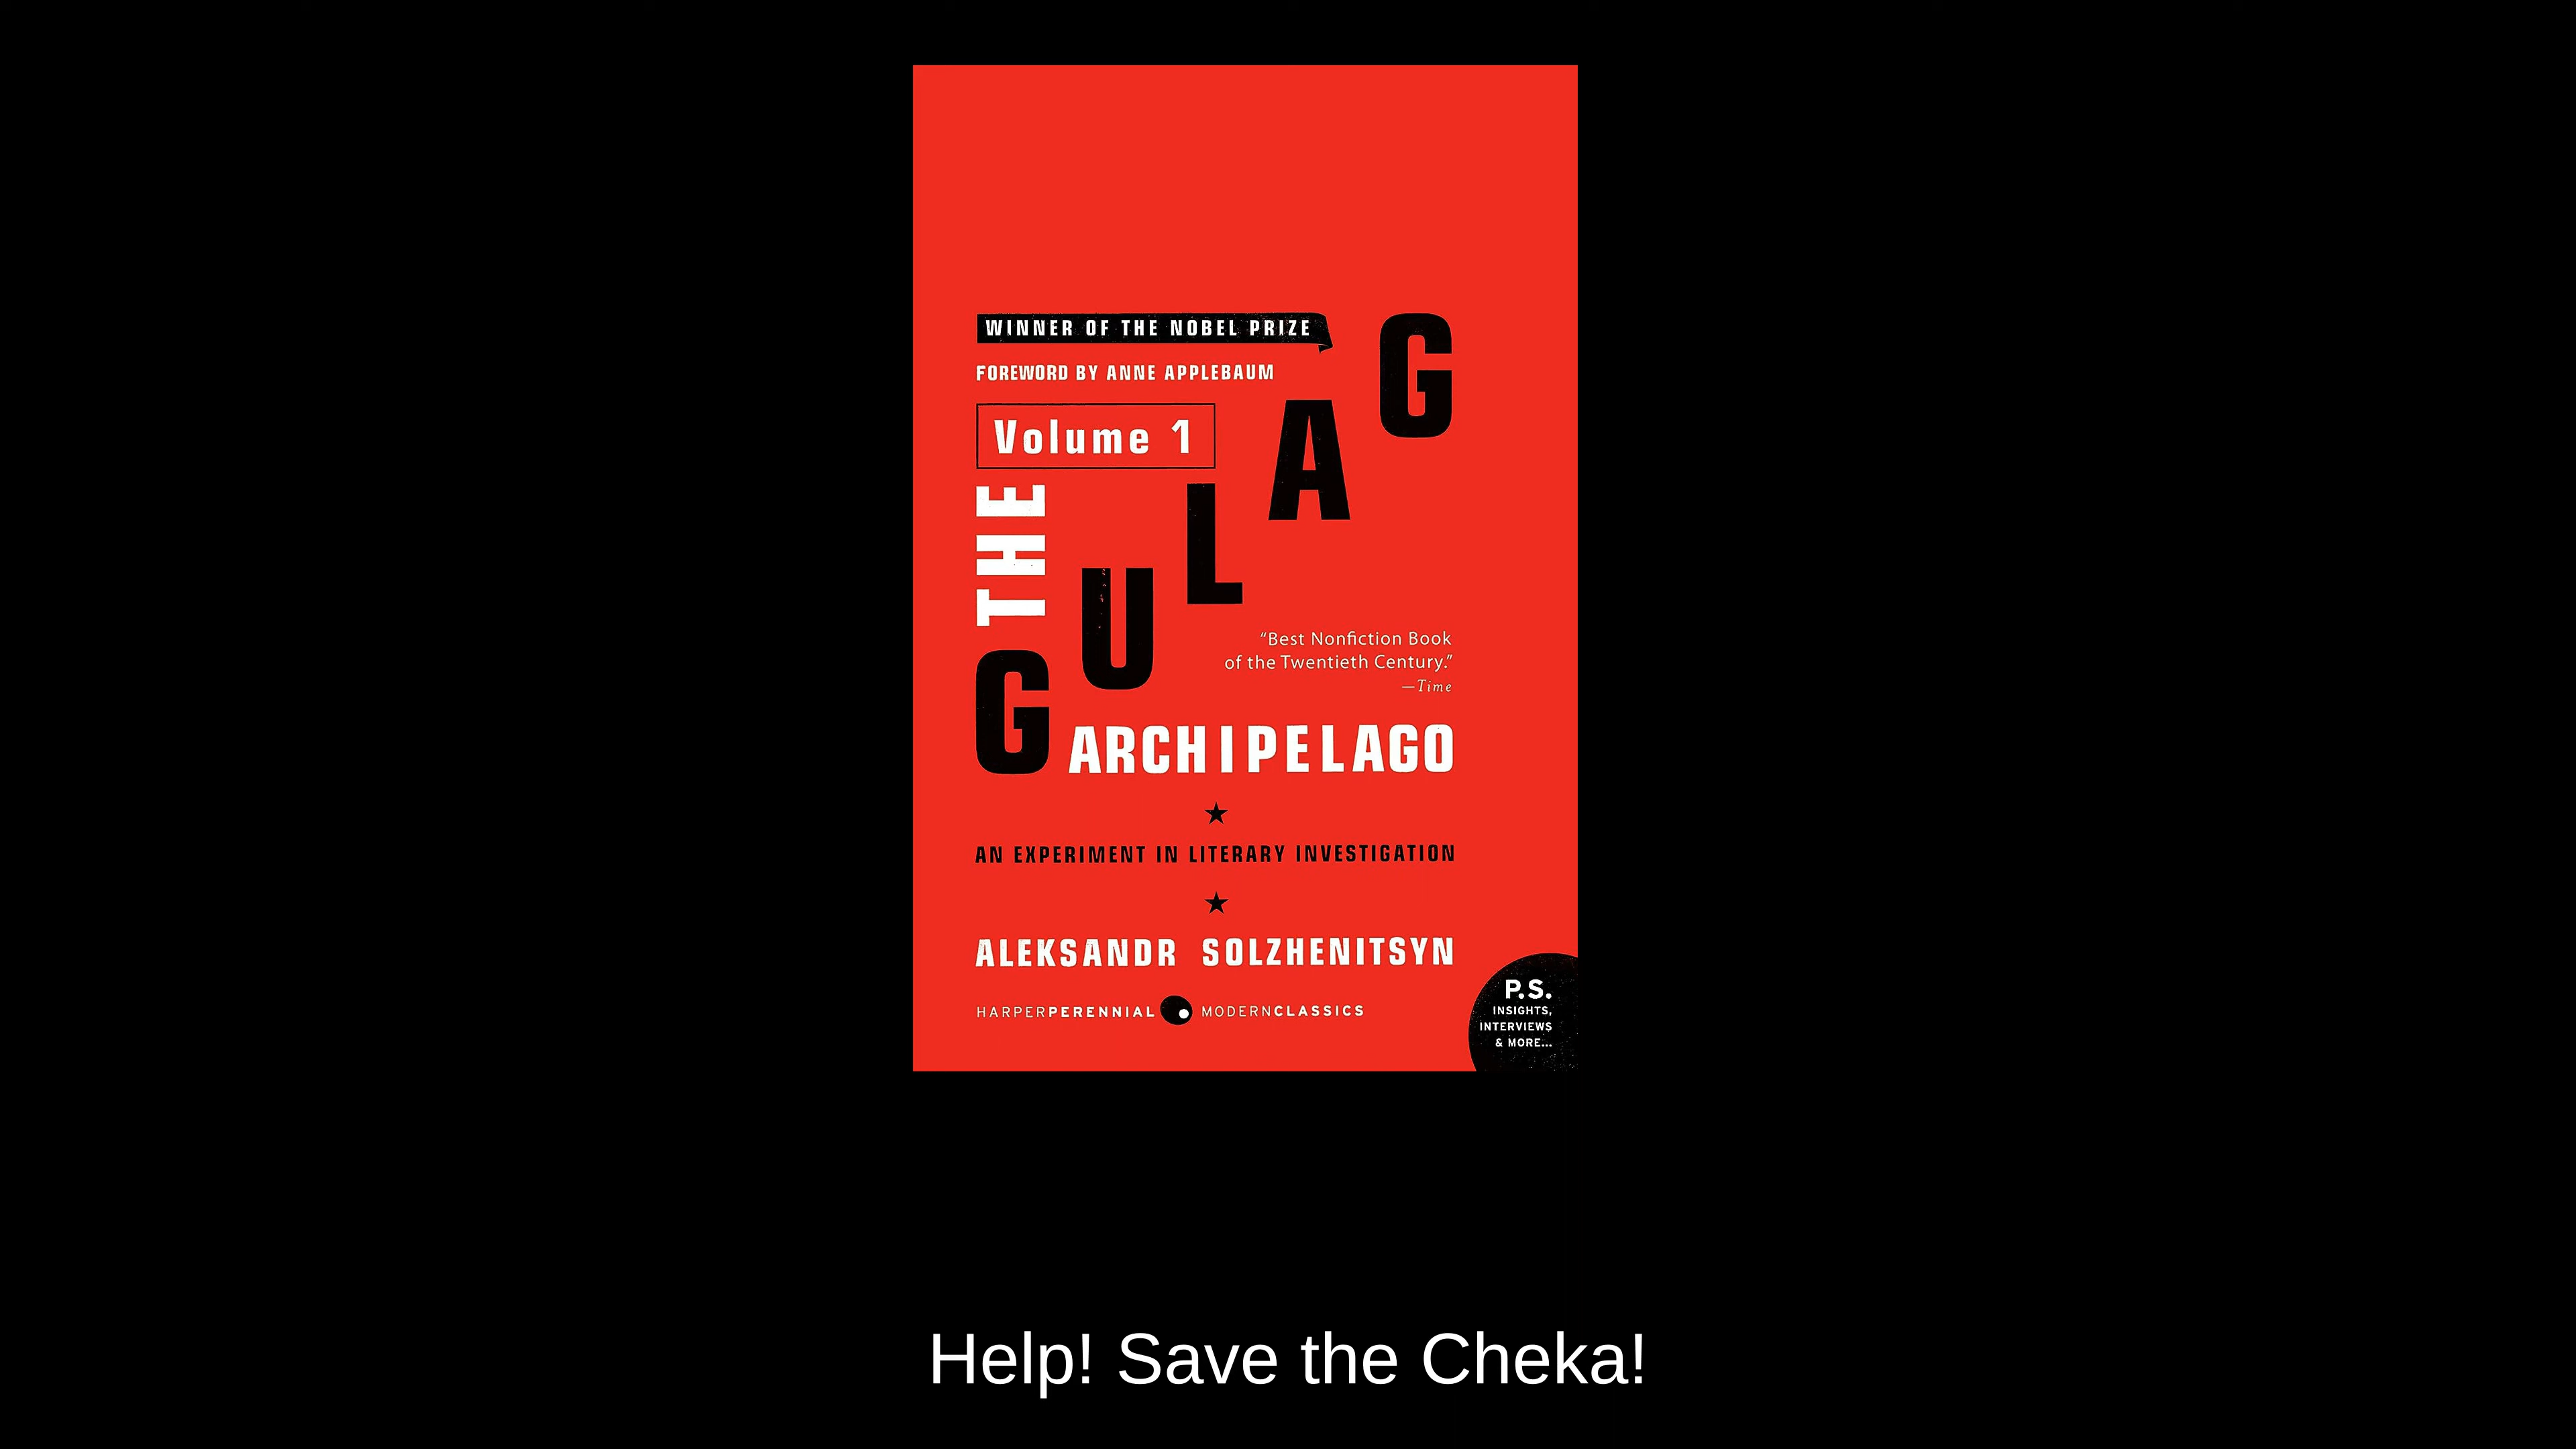 WINNER OF THE NOBEL PRIZE
FOREWORD BY ANNE APPLEBAUM
Volume 1
THE
GULAG
ARCHIPELAGO
“Best Nonfiction Book
of the Twentieth Century.”
—Time
AN EXPERIMENT IN LITERARY INVESTIGATION
ALEKSANDR SOLZHENITSYN
HARPERPERENNIAL MODERNCLASSICS
P.S.
INSIGHTS,
INTERVIEWS
& MORE...
Help! Save the Cheka!